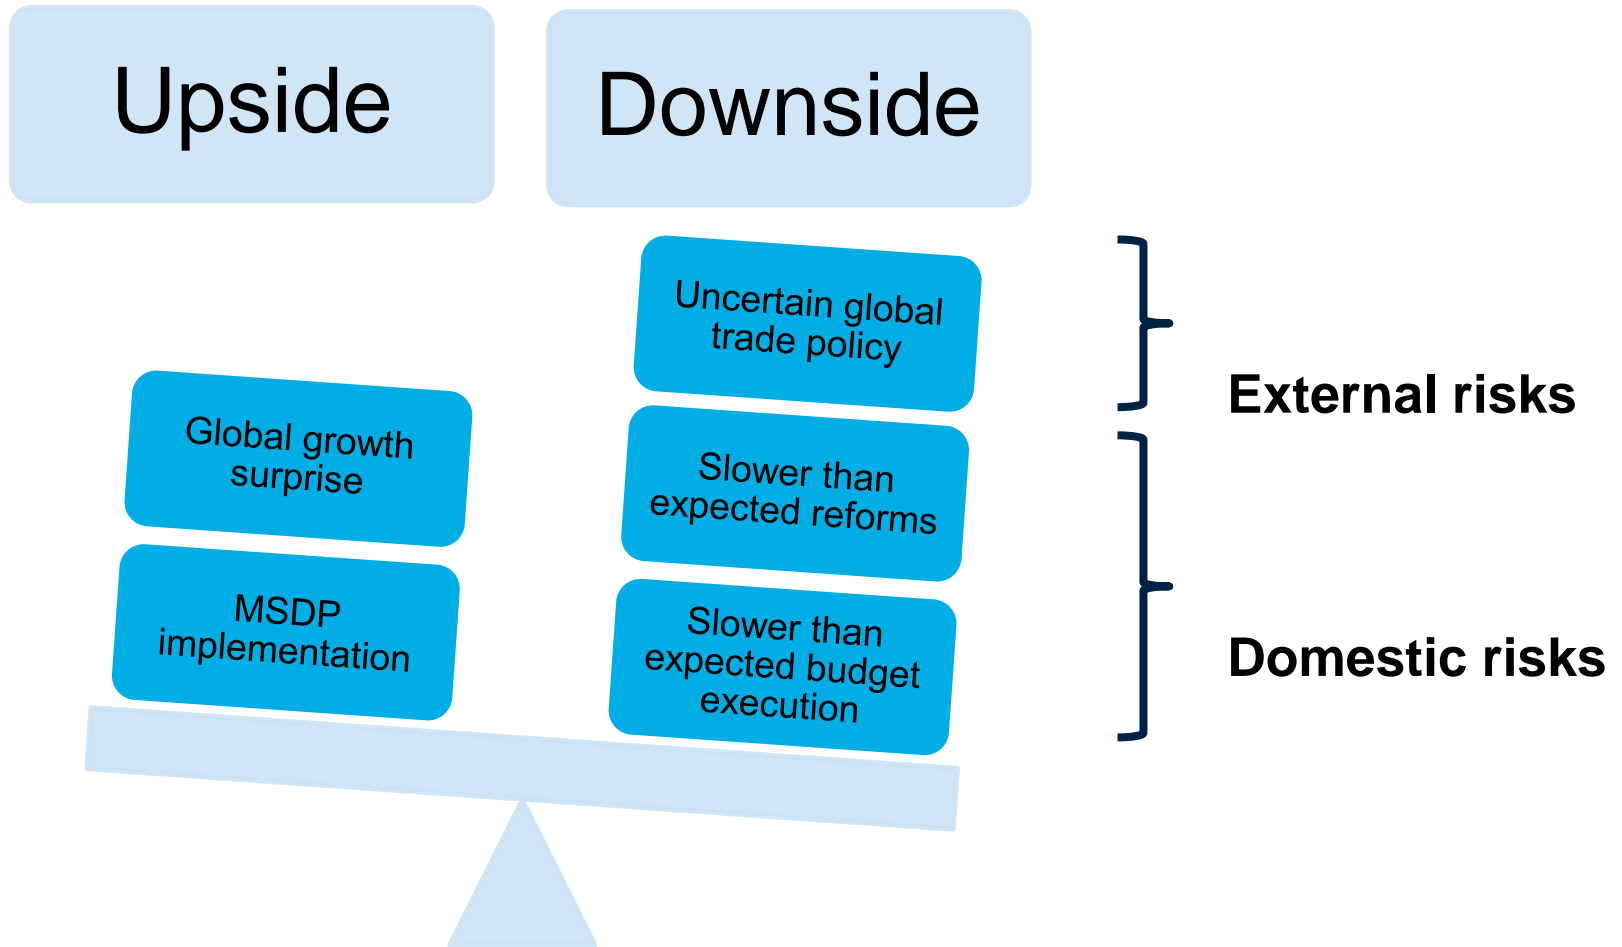 Upside
Downside
Global growth
surprise
MSDP
implementation
Uncertain global
trade policy
Slower than
expected reforms
Slower than
expected budget
execution
External risks
Domestic risks